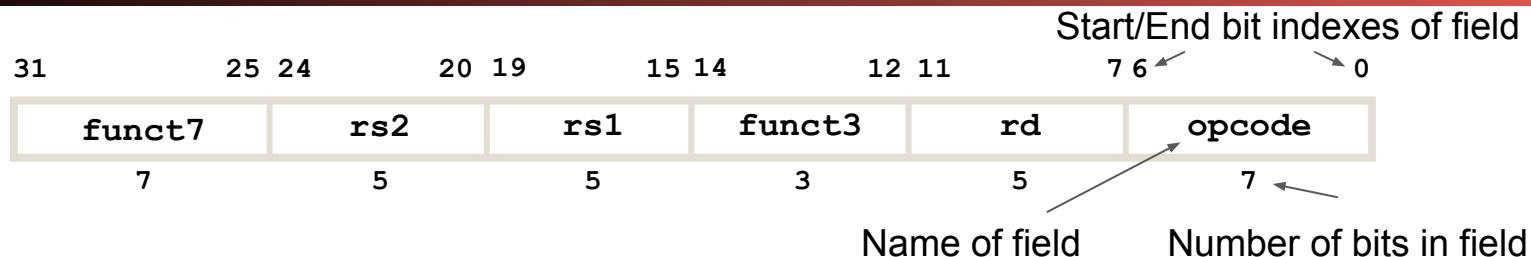 Start/End bit indexes of field
31 25 24 20 19 15 14 12 11 7 6 0
funct7 rs2 rs1 funct3 rd opcode
7 5 5 3 5 7
Name of field Number of bits in field